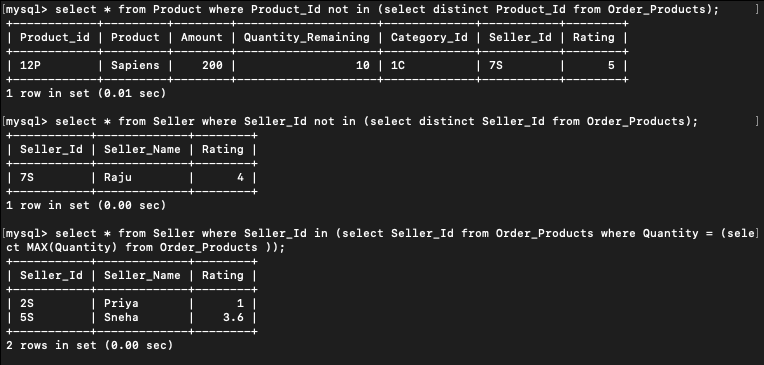 [mysql> select * from Product where Product_Id not in (select distinct Product_Id from Order_Products); ]
+------------+---------+--------+--------------------+-------------+-----------+--------+
| Product_id | Product | Amount | Quantity_Remaining | Category_Id | Seller_Id | Rating |
+------------+---------+--------+--------------------+-------------+-----------+--------+
| 12P        | Sapiens |    200 |                 10 | 1C          | 7S        |      5 |
+------------+---------+--------+--------------------+-------------+-----------+--------+
1 row in set (0.01 sec)
[mysql> select * from Seller where Seller_Id not in (select distinct Seller_Id from Order_Products); ]
+-----------+-------------+--------+
| Seller_Id | Seller_Name | Rating |
+-----------+-------------+--------+
| 7S        | Raju        |      4 |
+-----------+-------------+--------+
1 row in set (0.00 sec)
[mysql> select * from Seller where Seller_Id in (select Seller_Id from Order_Products where Quantity = (sele]
ct MAX(Quantity) from Order_Products ));
+-----------+-------------+--------+
| Seller_Id | Seller_Name | Rating |
+-----------+-------------+--------+
| 2S        | Priya       |      1 |
| 5S        | Sneha       |    3.6 |
+-----------+-------------+--------+
2 rows in set (0.00 sec)